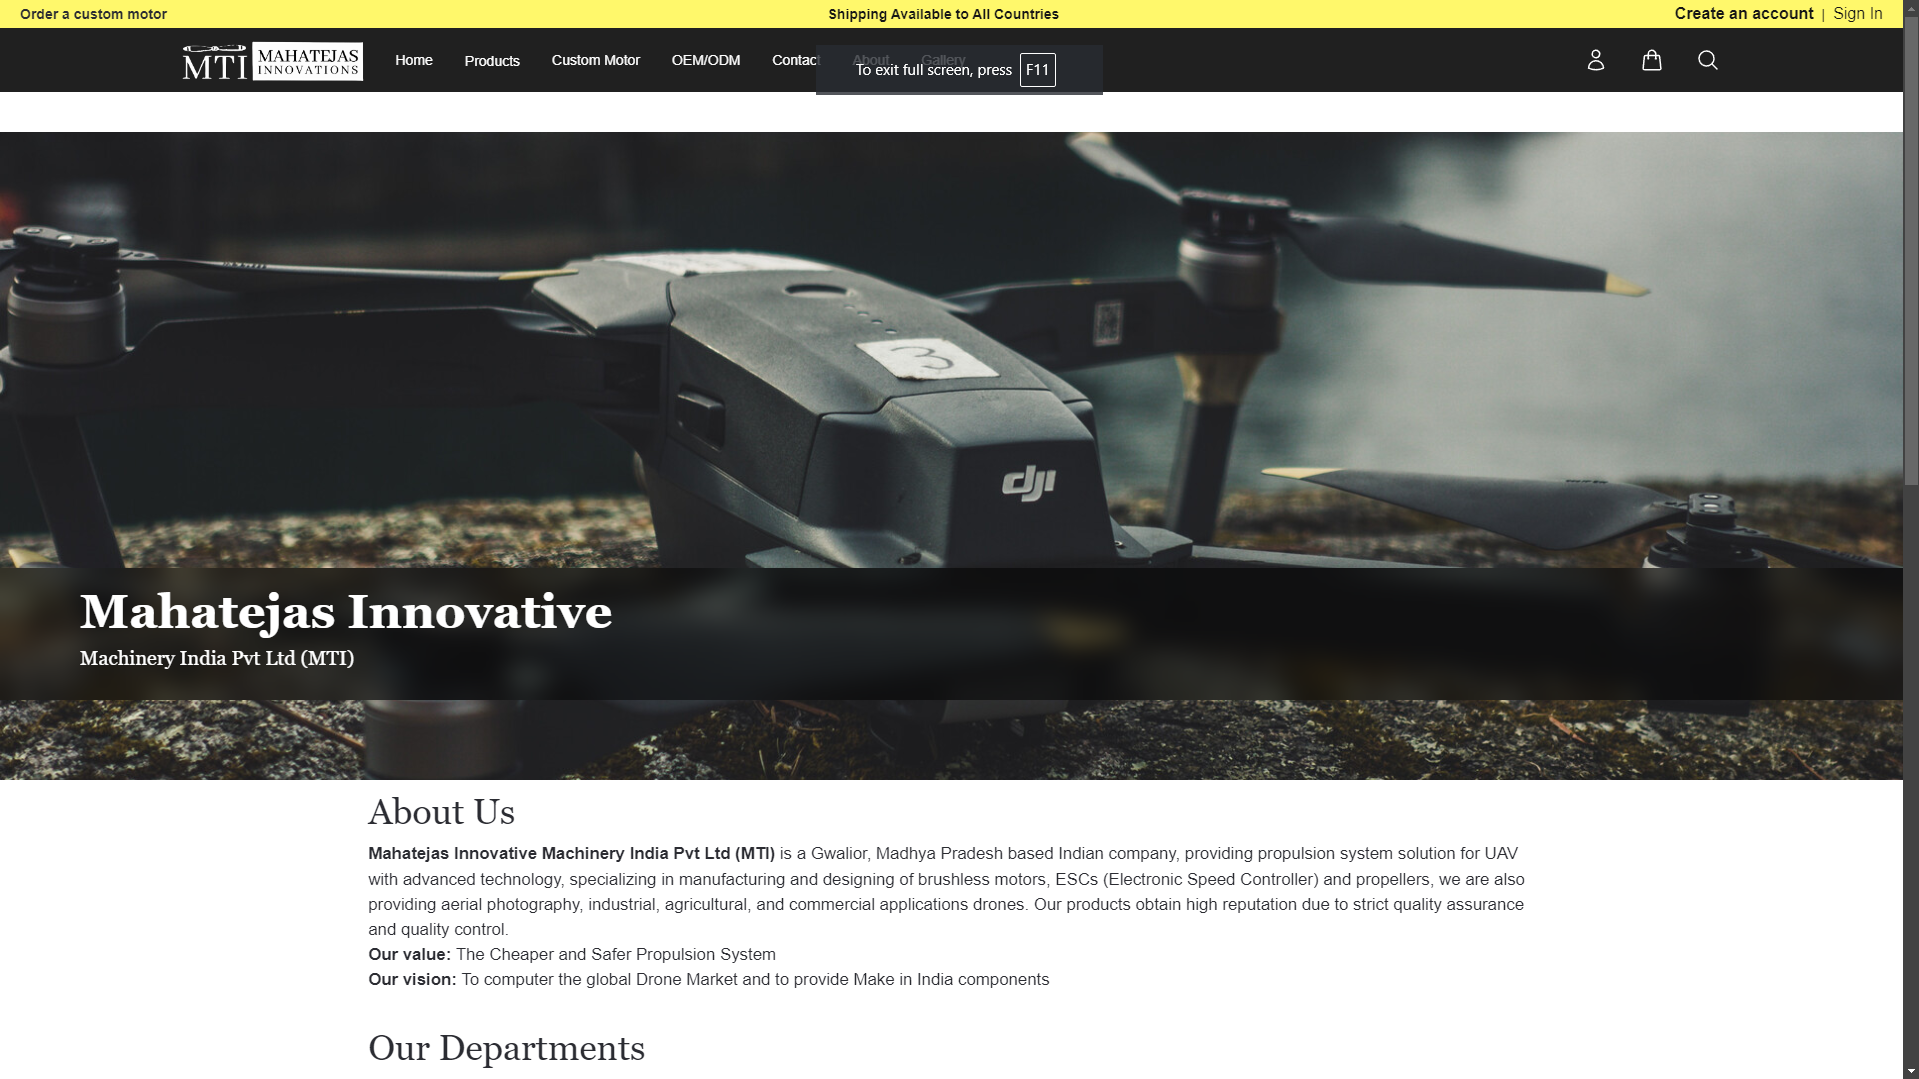 Order a custom motor
Shipping Available to All Countries
Create an account | Sign In
MTI MAHATEJAS INNOVATIONS
Home
Products
Custom Motor
OEM/ODM
Contact
About
Gallery
To exit full screen, press F11
3
dji
Mahatejas Innovative
Machinery India Pvt Ltd (MTI)
About Us
Mahatejas Innovative Machinery India Pvt Ltd (MTI) is a Gwalior, Madhya Pradesh based Indian company, providing propulsion system solution for UAV
with advanced technology, specializing in manufacturing and designing of brushless motors, ESCs (Electronic Speed Controller) and propellers, we are also
providing aerial photography, industrial, agricultural, and commercial applications drones. Our products obtain high reputation due to strict quality assurance
and quality control.
Our value: The Cheaper and Safer Propulsion System
Our vision: To computer the global Drone Market and to provide Make in India components
Our Departments